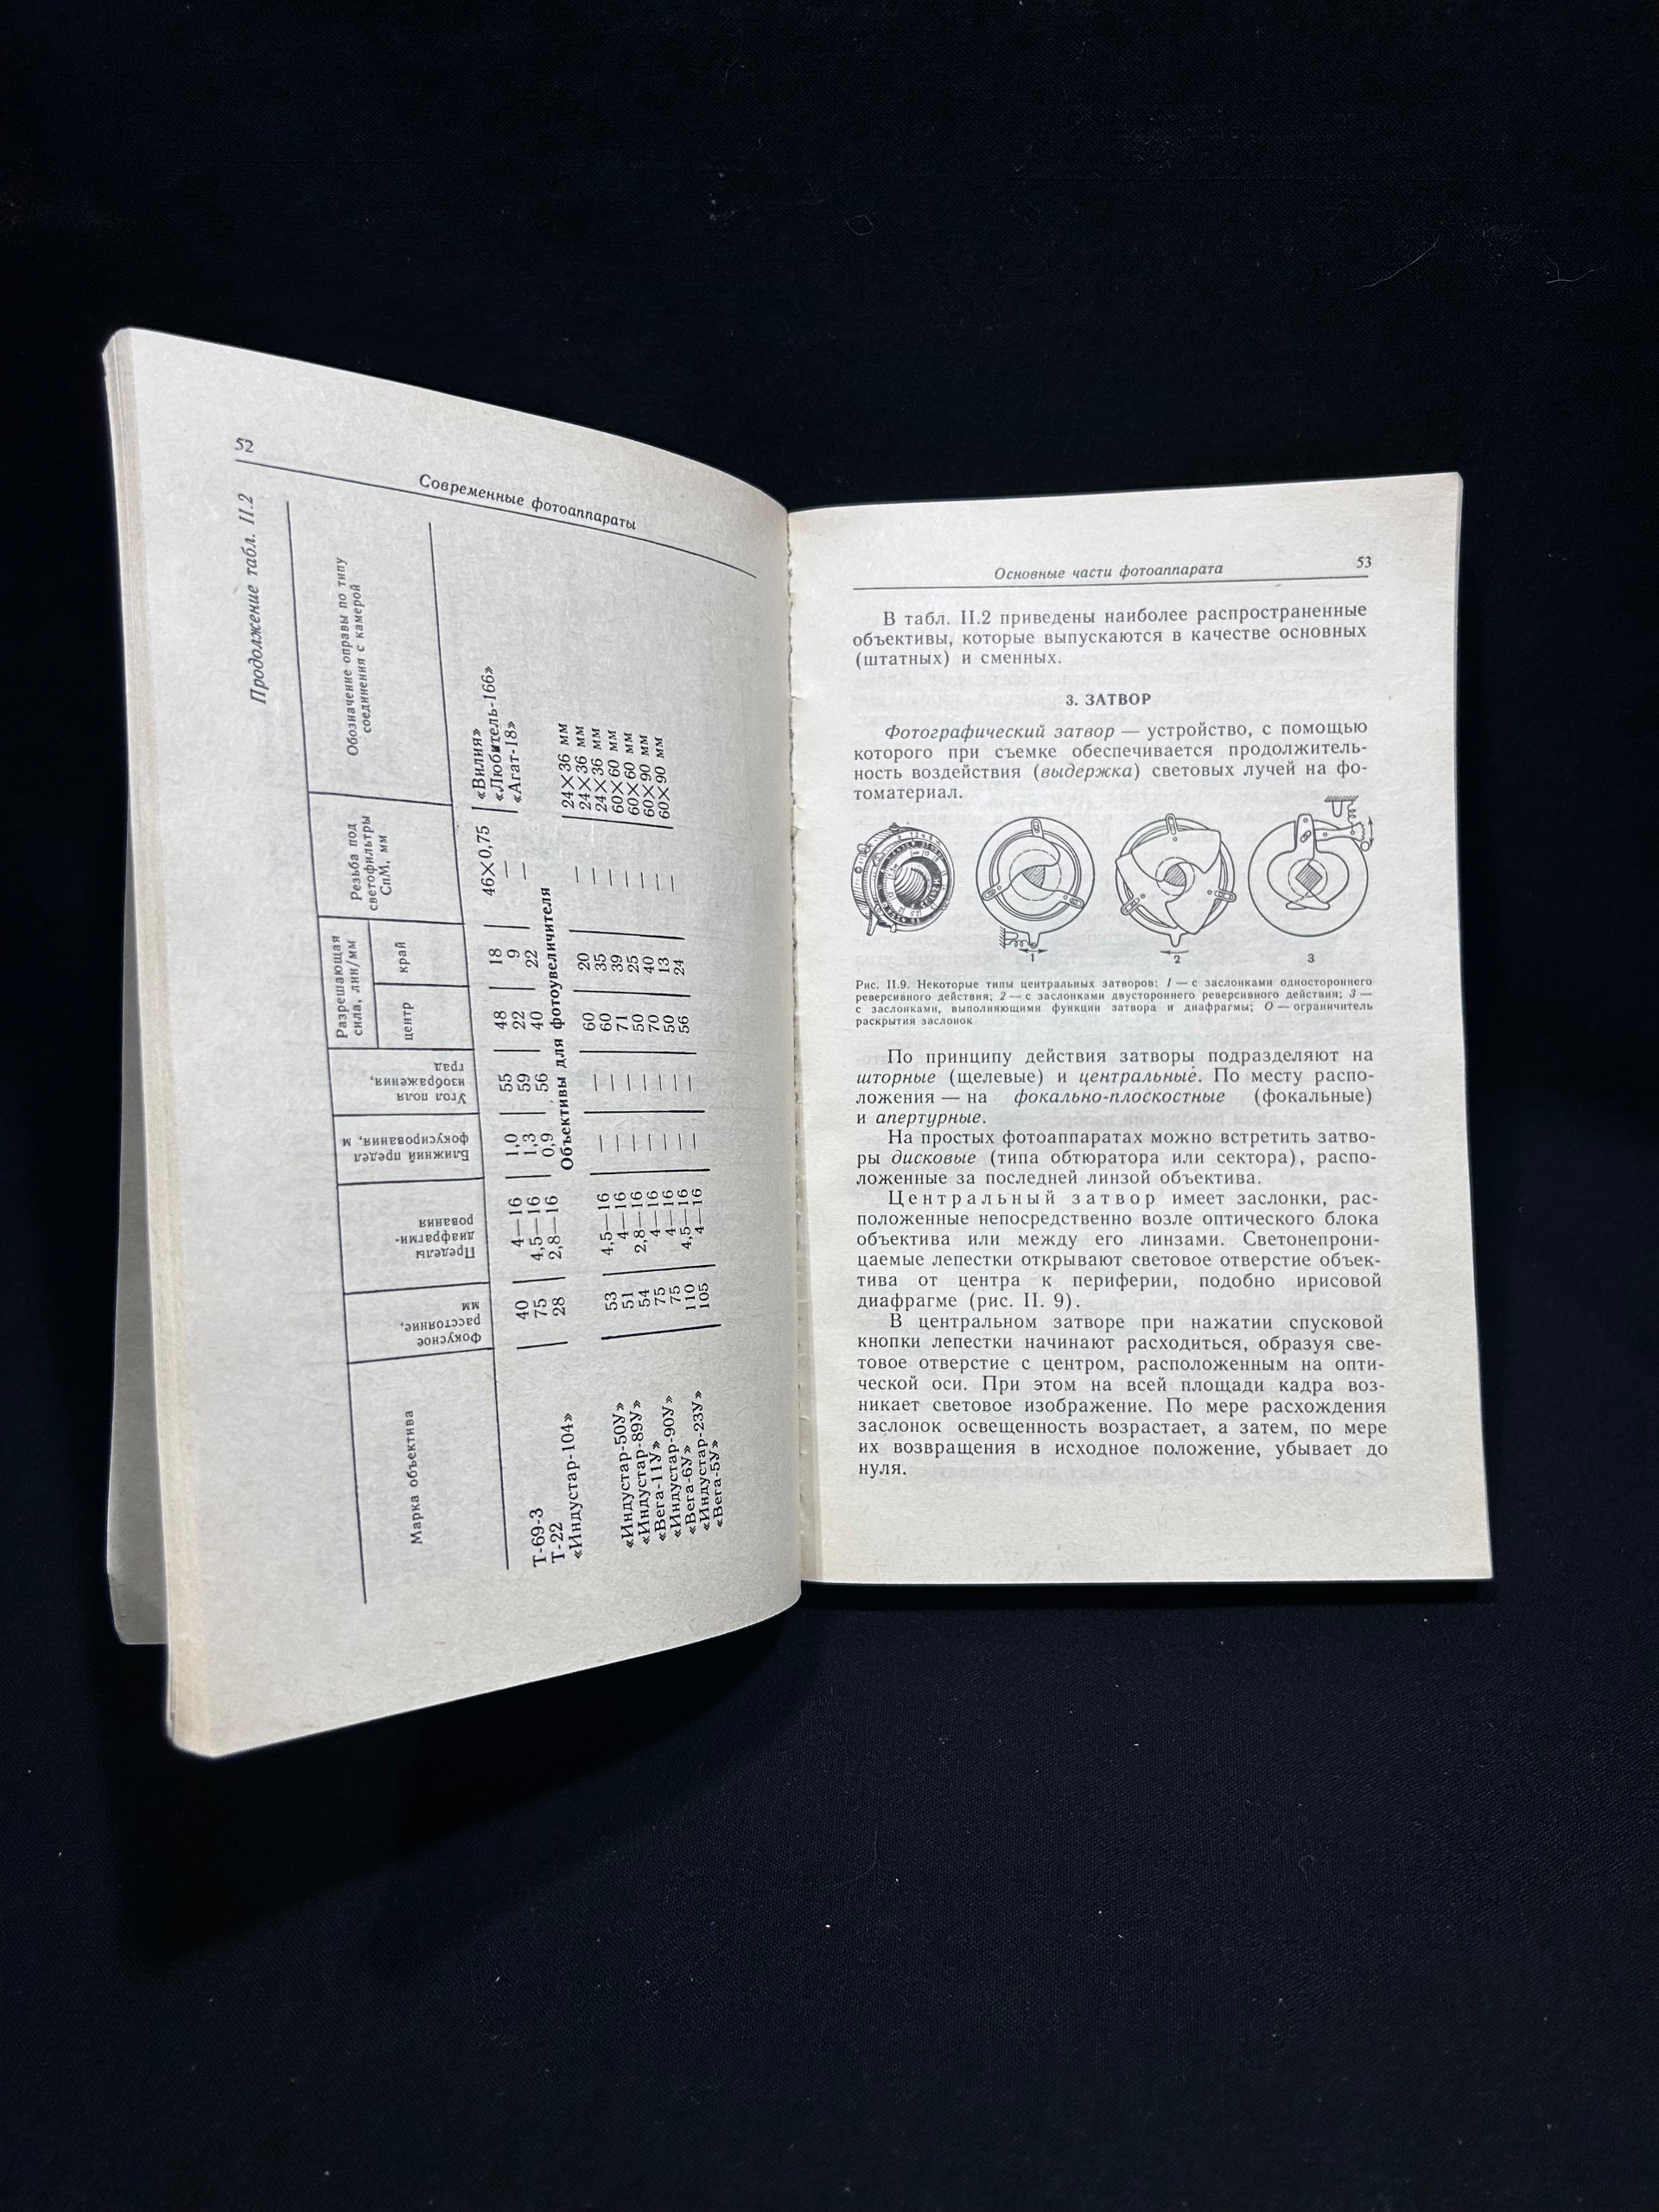 52
Современные фотоаппараты
Продолжение табл. II.2
Марка объектива
Фокусное
расстояние,
мм
Пределы
диафрагми-
рования
Ближний предел
фокусирования, м
Угол поля
изображения,
град
Разрешающая
сила, лин/мм
центр
край
Резьба под
светофильтры
СпМ, мм
Обозначение оправы по типу
соединения с камерой
Т-69-3 40 4—16 1,0 55 48 18 46×0,75 «Вилия»
Т-22 75 4,5—16 1,3 59 22 9 — «Любитель-166»
«Индустар-104» 28 2,8—16 0,9 56 40 22 — «Агат-18»
Объективы для фотоувеличителя
«Индустар-50У» 53 4,5—16 — — 60 20 — 24×36 мм
«Индустар-89У» 51 4—16 — — 60 35 — 24×36 мм
«Вега-11У» 54 2,8—16 — — 71 39 — 24×36 мм
«Индустар-90У» 75 4—16 — — 50 25 — 60×60 мм
«Вега-6У» 75 4—16 — — 70 40 — 60×60 мм
«Индустар-23У» 110 4,5—16 — — 50 13 — 60×90 мм
«Вега-5У» 105 4—16 — — 56 24 — 60×90 мм
Основные части фотоаппарата
53
В табл. II.2 приведены наиболее распространенные
объективы, которые выпускаются в качестве основных
(штатных) и сменных.
3. ЗАТВОР
Фотографический затвор — устройство, с помощью
которого при съемке обеспечивается продолжитель-
ность воздействия (выдержка) световых лучей на фо-
томатериал.
1
2
3
Рис. II.9. Некоторые типы центральных затворов: 1 — с заслонками одностороннего
реверсивного действия; 2 — с заслонками двустороннего реверсивного действия; 3 —
с заслонками, выполняющими функции затвора и диафрагмы; О — ограничитель
раскрытия заслонок
По принципу действия затворы подразделяют на
шторные (щелевые) и центральные. По месту распо-
ложения — на фокально-плоскостные (фокальные)
и апертурные.
На простых фотоаппаратах можно встретить затво-
ры дисковые (типа обтюратора или сектора), распо-
ложенные за последней линзой объектива.
Центральный затвор имеет заслонки, рас-
положенные непосредственно возле оптического блока
объектива или между его линзами. Светонепрони-
цаемые лепестки открывают световое отверстие объек-
тива от центра к периферии, подобно ирисовой
диафрагме (рис. II. 9).
В центральном затворе при нажатии спусковой
кнопки лепестки начинают расходиться, образуя све-
товое отверстие с центром, расположенным на опти-
ческой оси. При этом на всей площади кадра воз-
никает световое изображение. По мере расхождения
заслонок освещенность возрастает, а затем, по мере
их возвращения в исходное положение, убывает до
нуля.